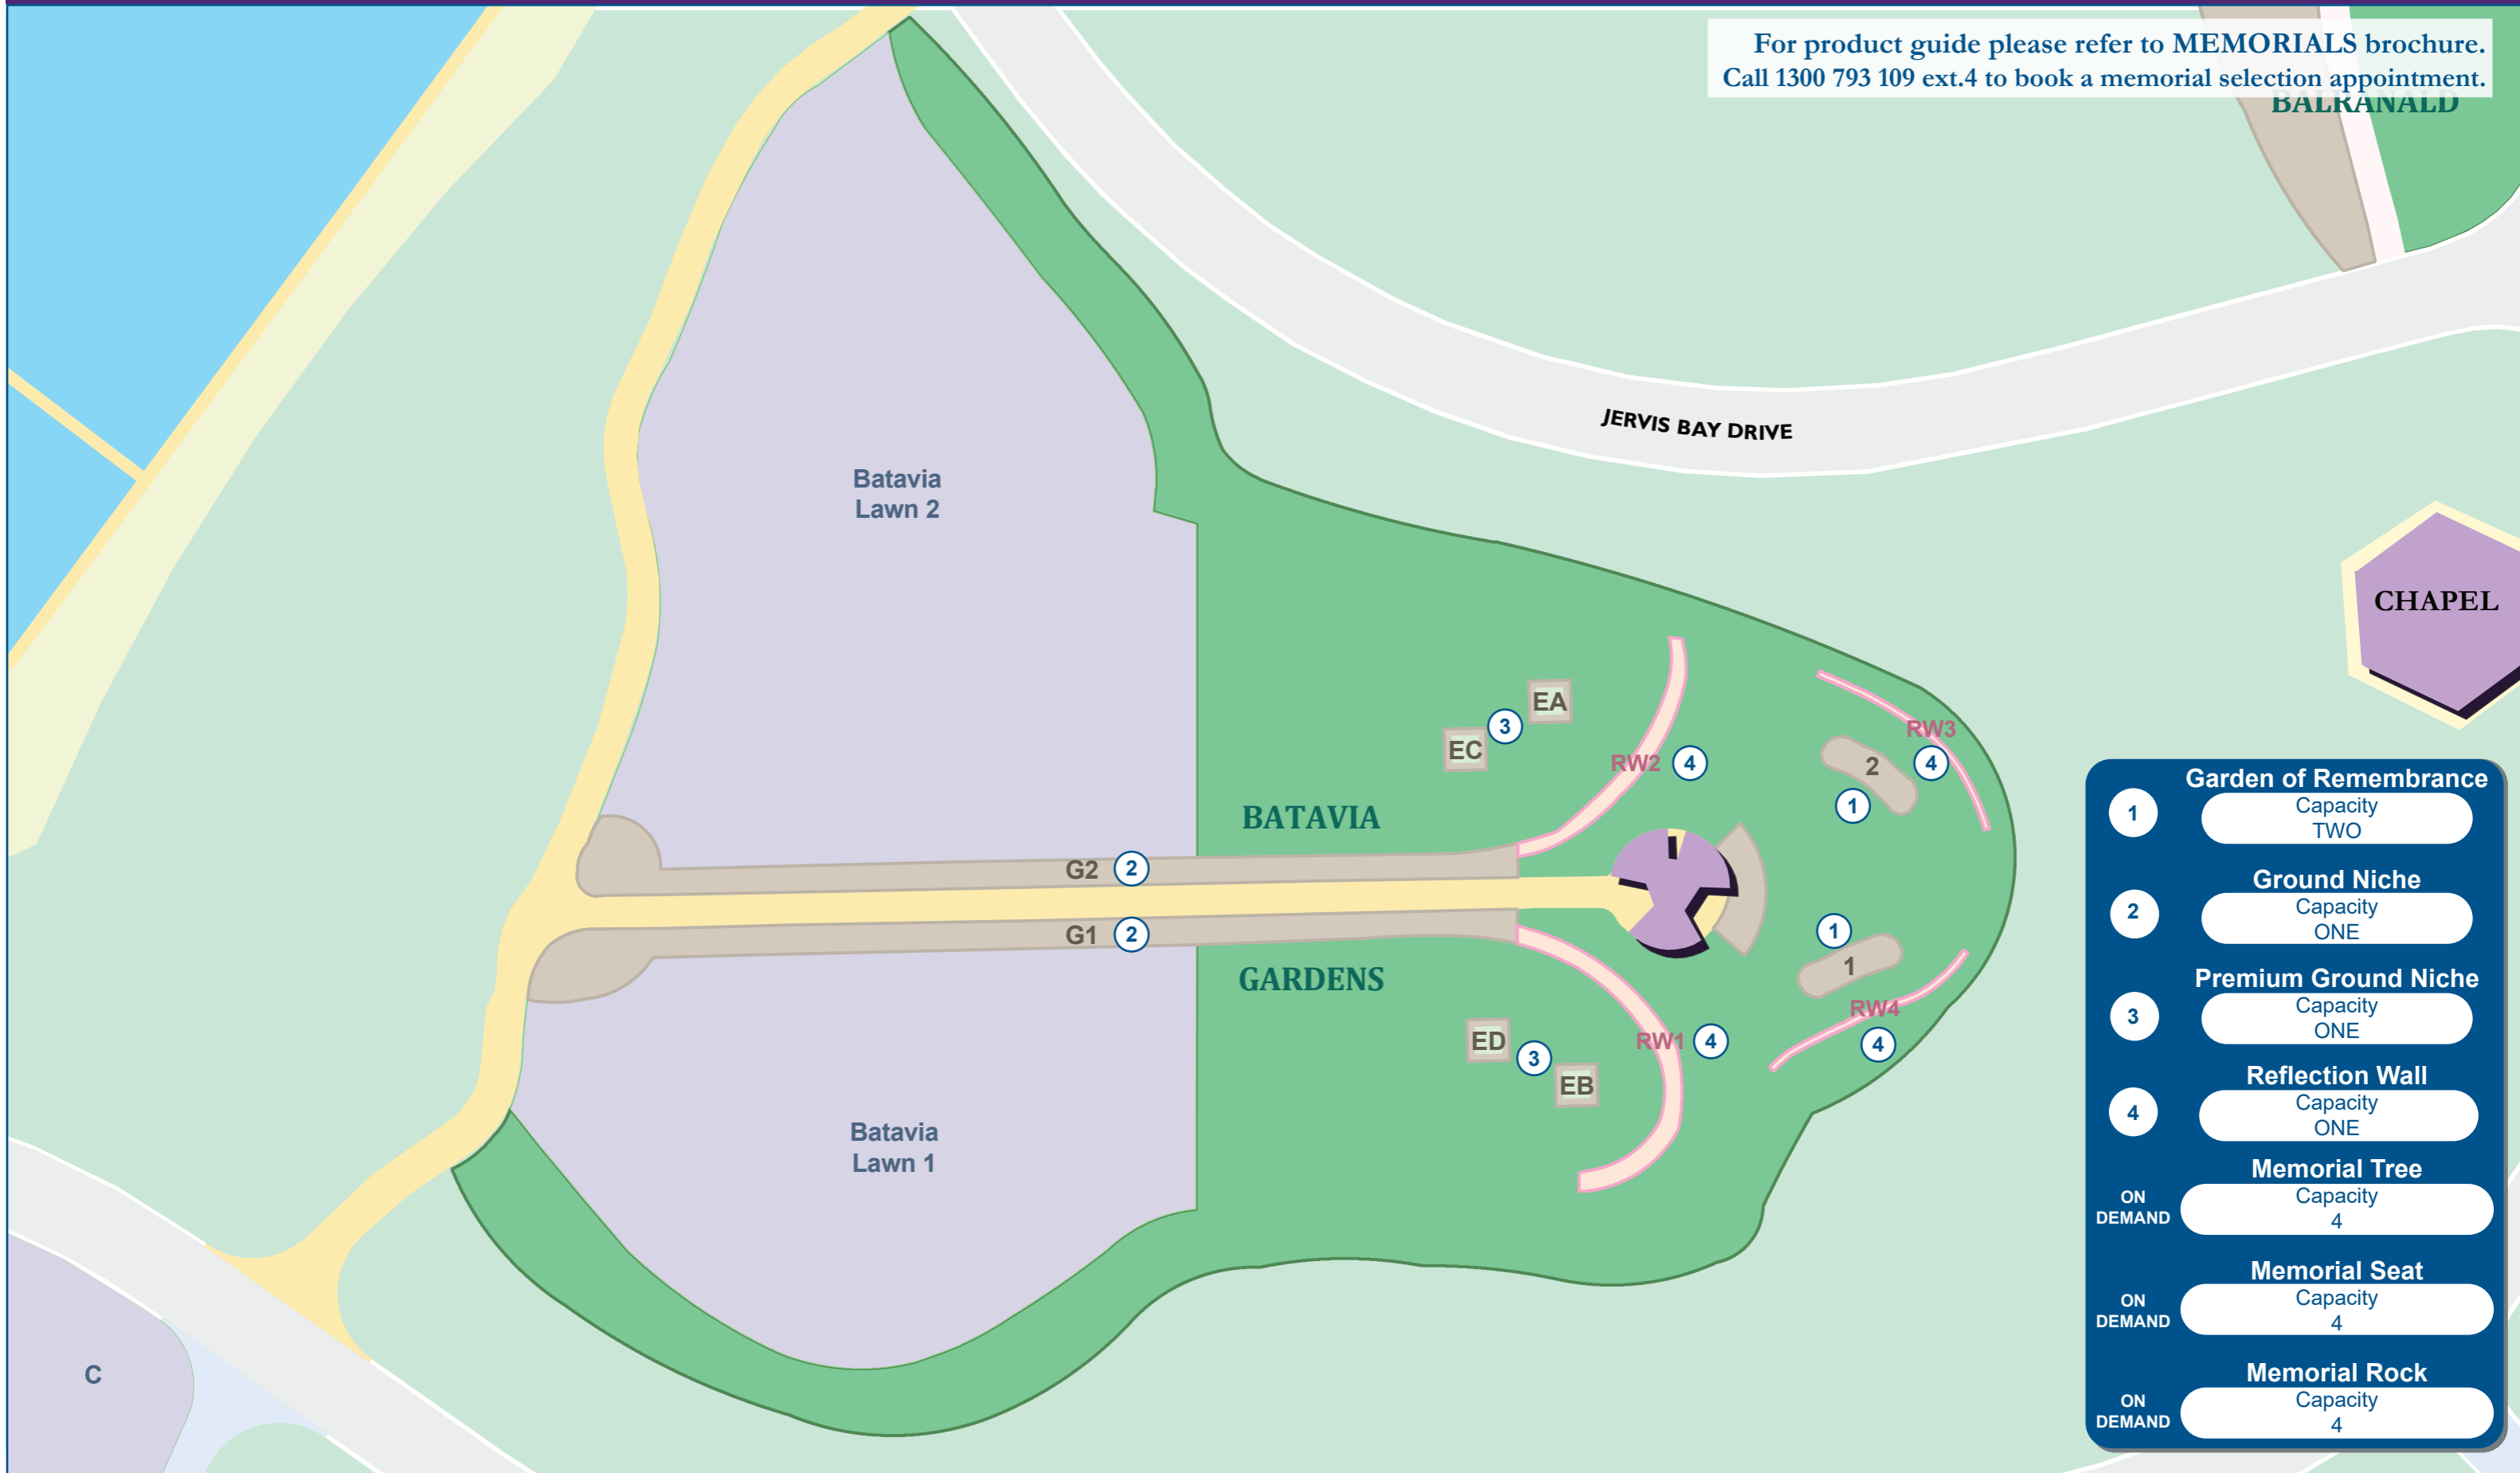 For product guide please refer to MEMORIALS brochure.
Call 1300 793 109 ext.4 to book a memorial selection appointment.
BALRANALD
JERVIS BAY DRIVE
Batavia
Lawn 2
CHAPEL
EA
3
EC
RW2 4
RW3
4
2
1
BATAVIA
G2 2
G1 2
GARDENS
1
1
RW4
4
ED
3
EB
RW1 4
Batavia
Lawn 1
C
Garden of Remembrance
1
Capacity
TWO
Ground Niche
2
Capacity
ONE
Premium Ground Niche
3
Capacity
ONE
Reflection Wall
4
Capacity
ONE
Memorial Tree
ON
DEMAND
Capacity
4
Memorial Seat
ON
DEMAND
Capacity
4
Memorial Rock
ON
DEMAND
Capacity
4